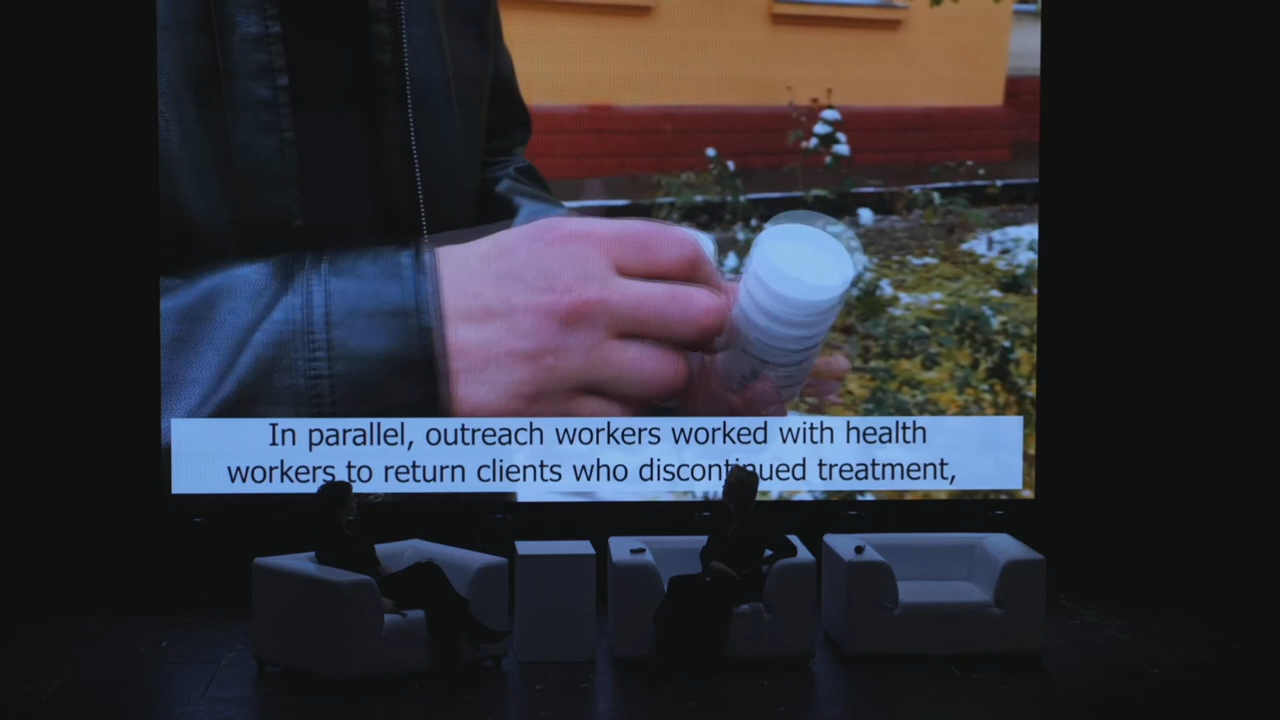 In parallel, outreach workers worked with health
workers to return clients who discontinued treatment,